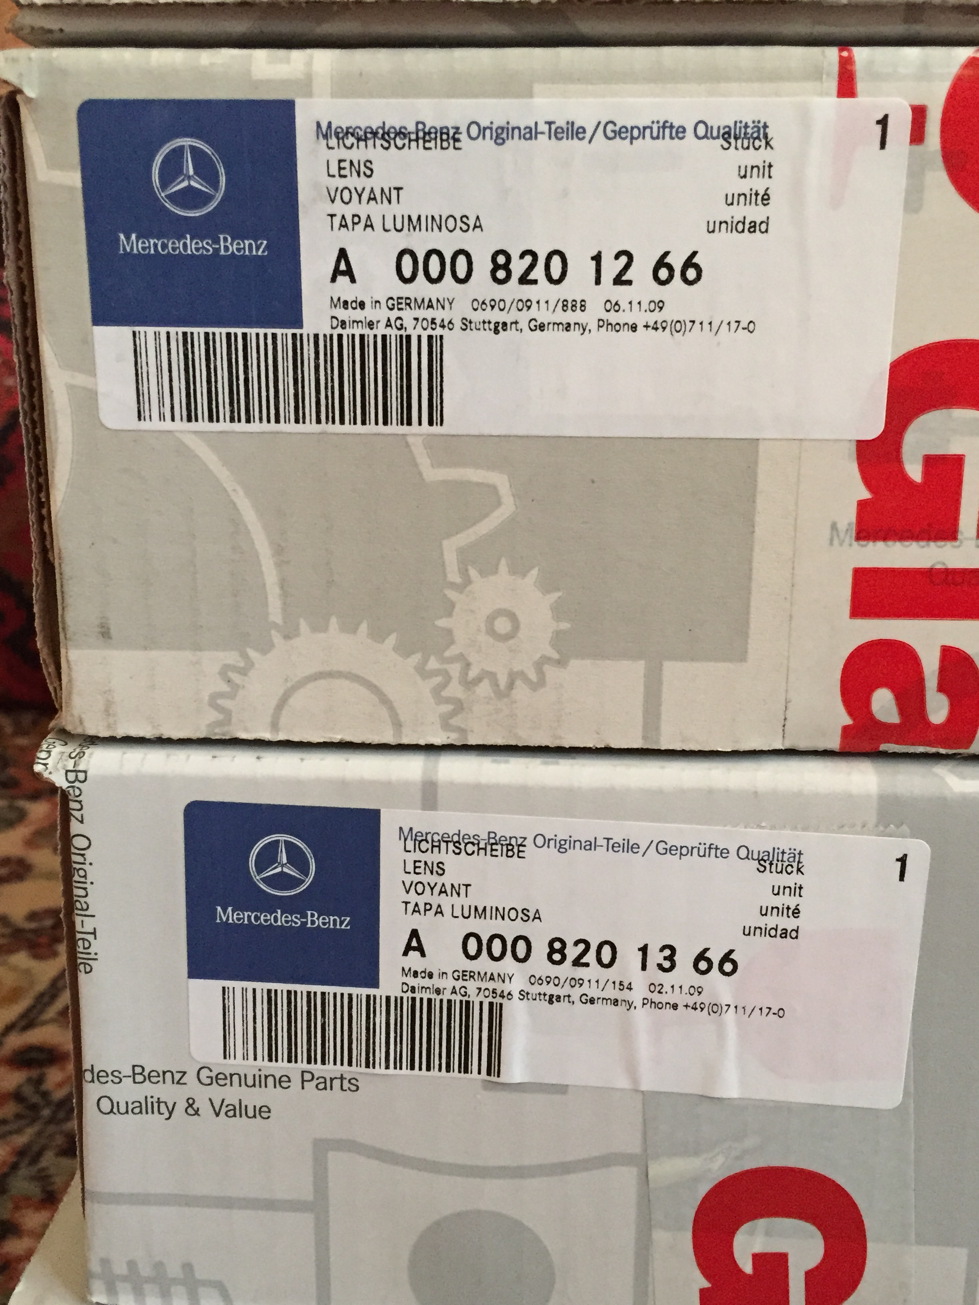 Mercedes-Benz Original-Teile/Geprüfte Qualität
LICHTSCHEIBE Stück
LENS unit
VOYANT unité
TAPA LUMINOSA unidad
1
Mercedes-Benz
A 000 820 12 66
Made in GERMANY 0690/0911/888 06.11.09
Daimler AG, 70546 Stuttgart, Germany, Phone +49(0)711/17-0
Gla
Mercedes
Mercedes-Benz Original-Teile/Geprüfte Qualität
LICHTSCHEIBE Stück
LENS unit
VOYANT unité
TAPA LUMINOSA unidad
1
Mercedes-Benz
A 000 820 13 66
Made in GERMANY 0690/0911/154 02.11.09
Daimler AG, 70546 Stuttgart, Germany, Phone +49(0)711/17-0
s-Benz Original-Teile
des-Benz Genuine Parts
Quality & Value
G